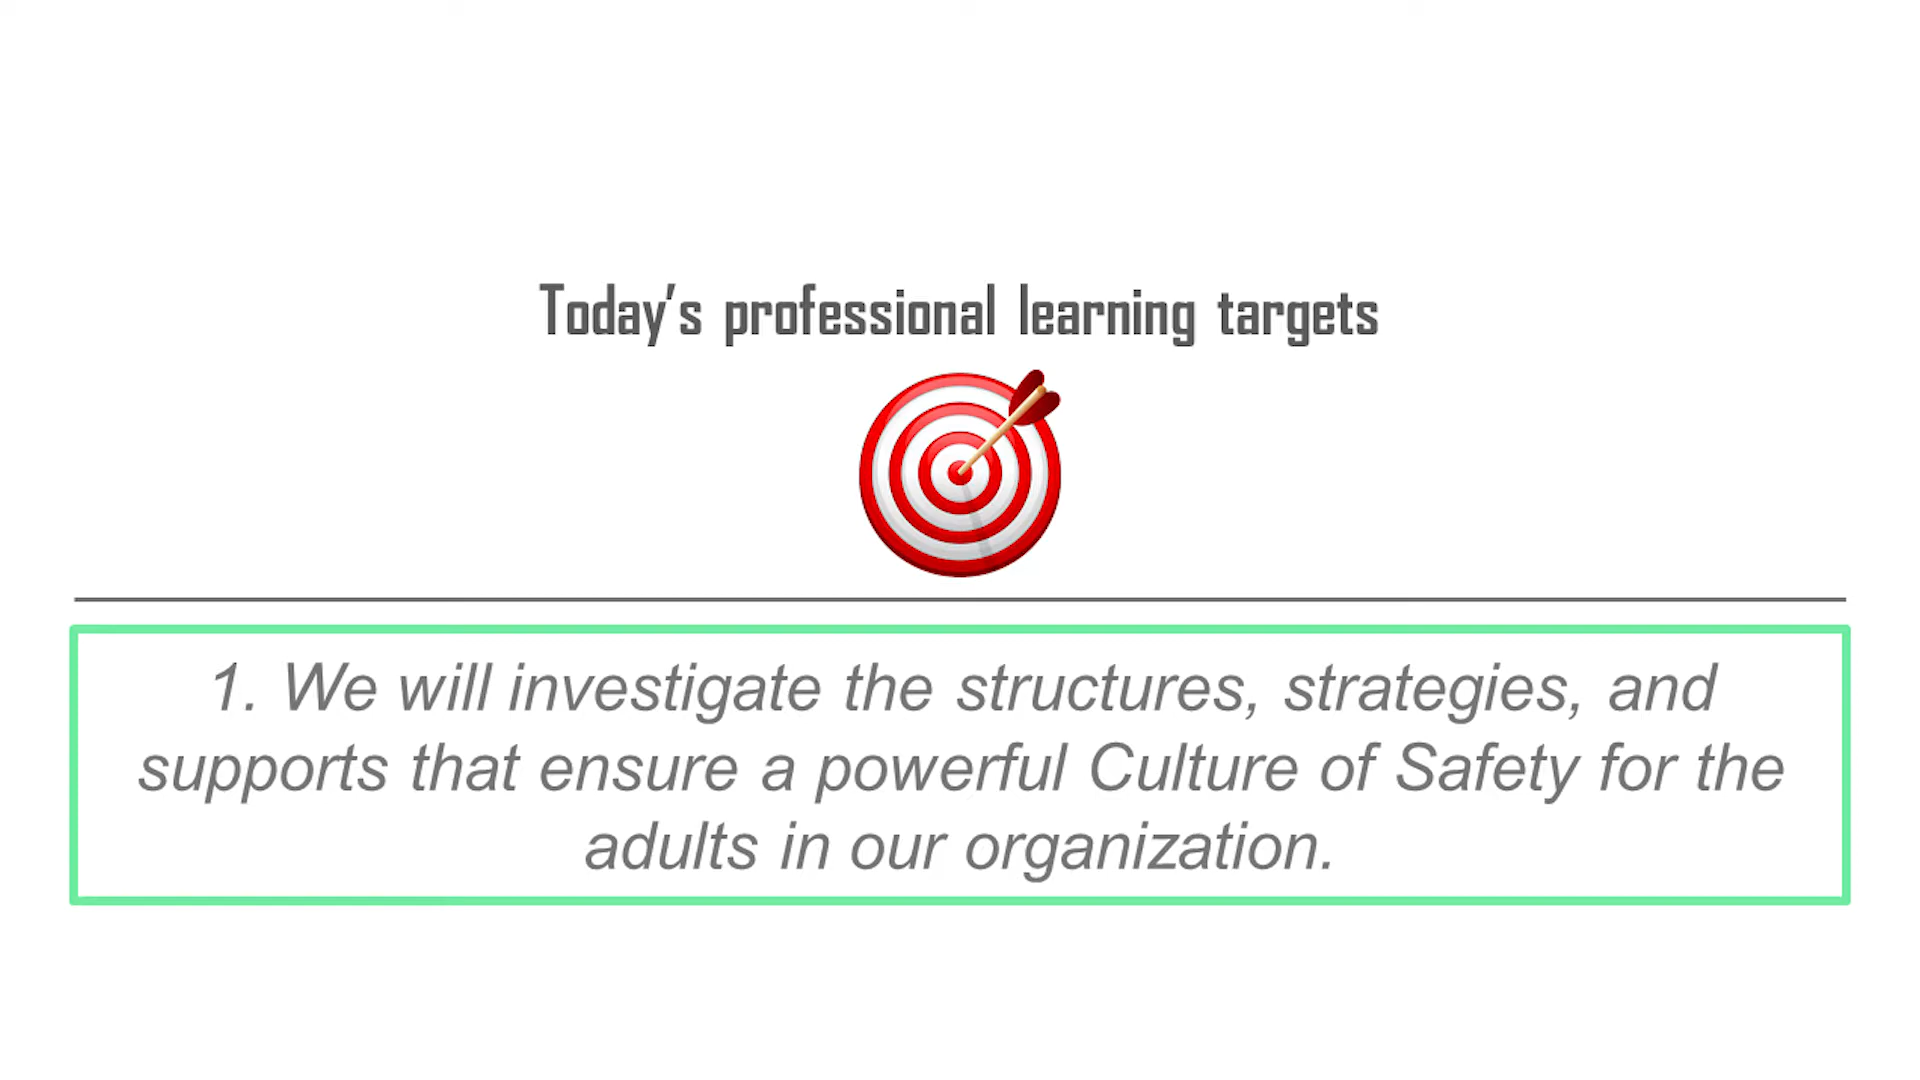 Today’s professional learning targets
1. We will investigate the structures, strategies, and
supports that ensure a powerful Culture of Safety for the
adults in our organization.